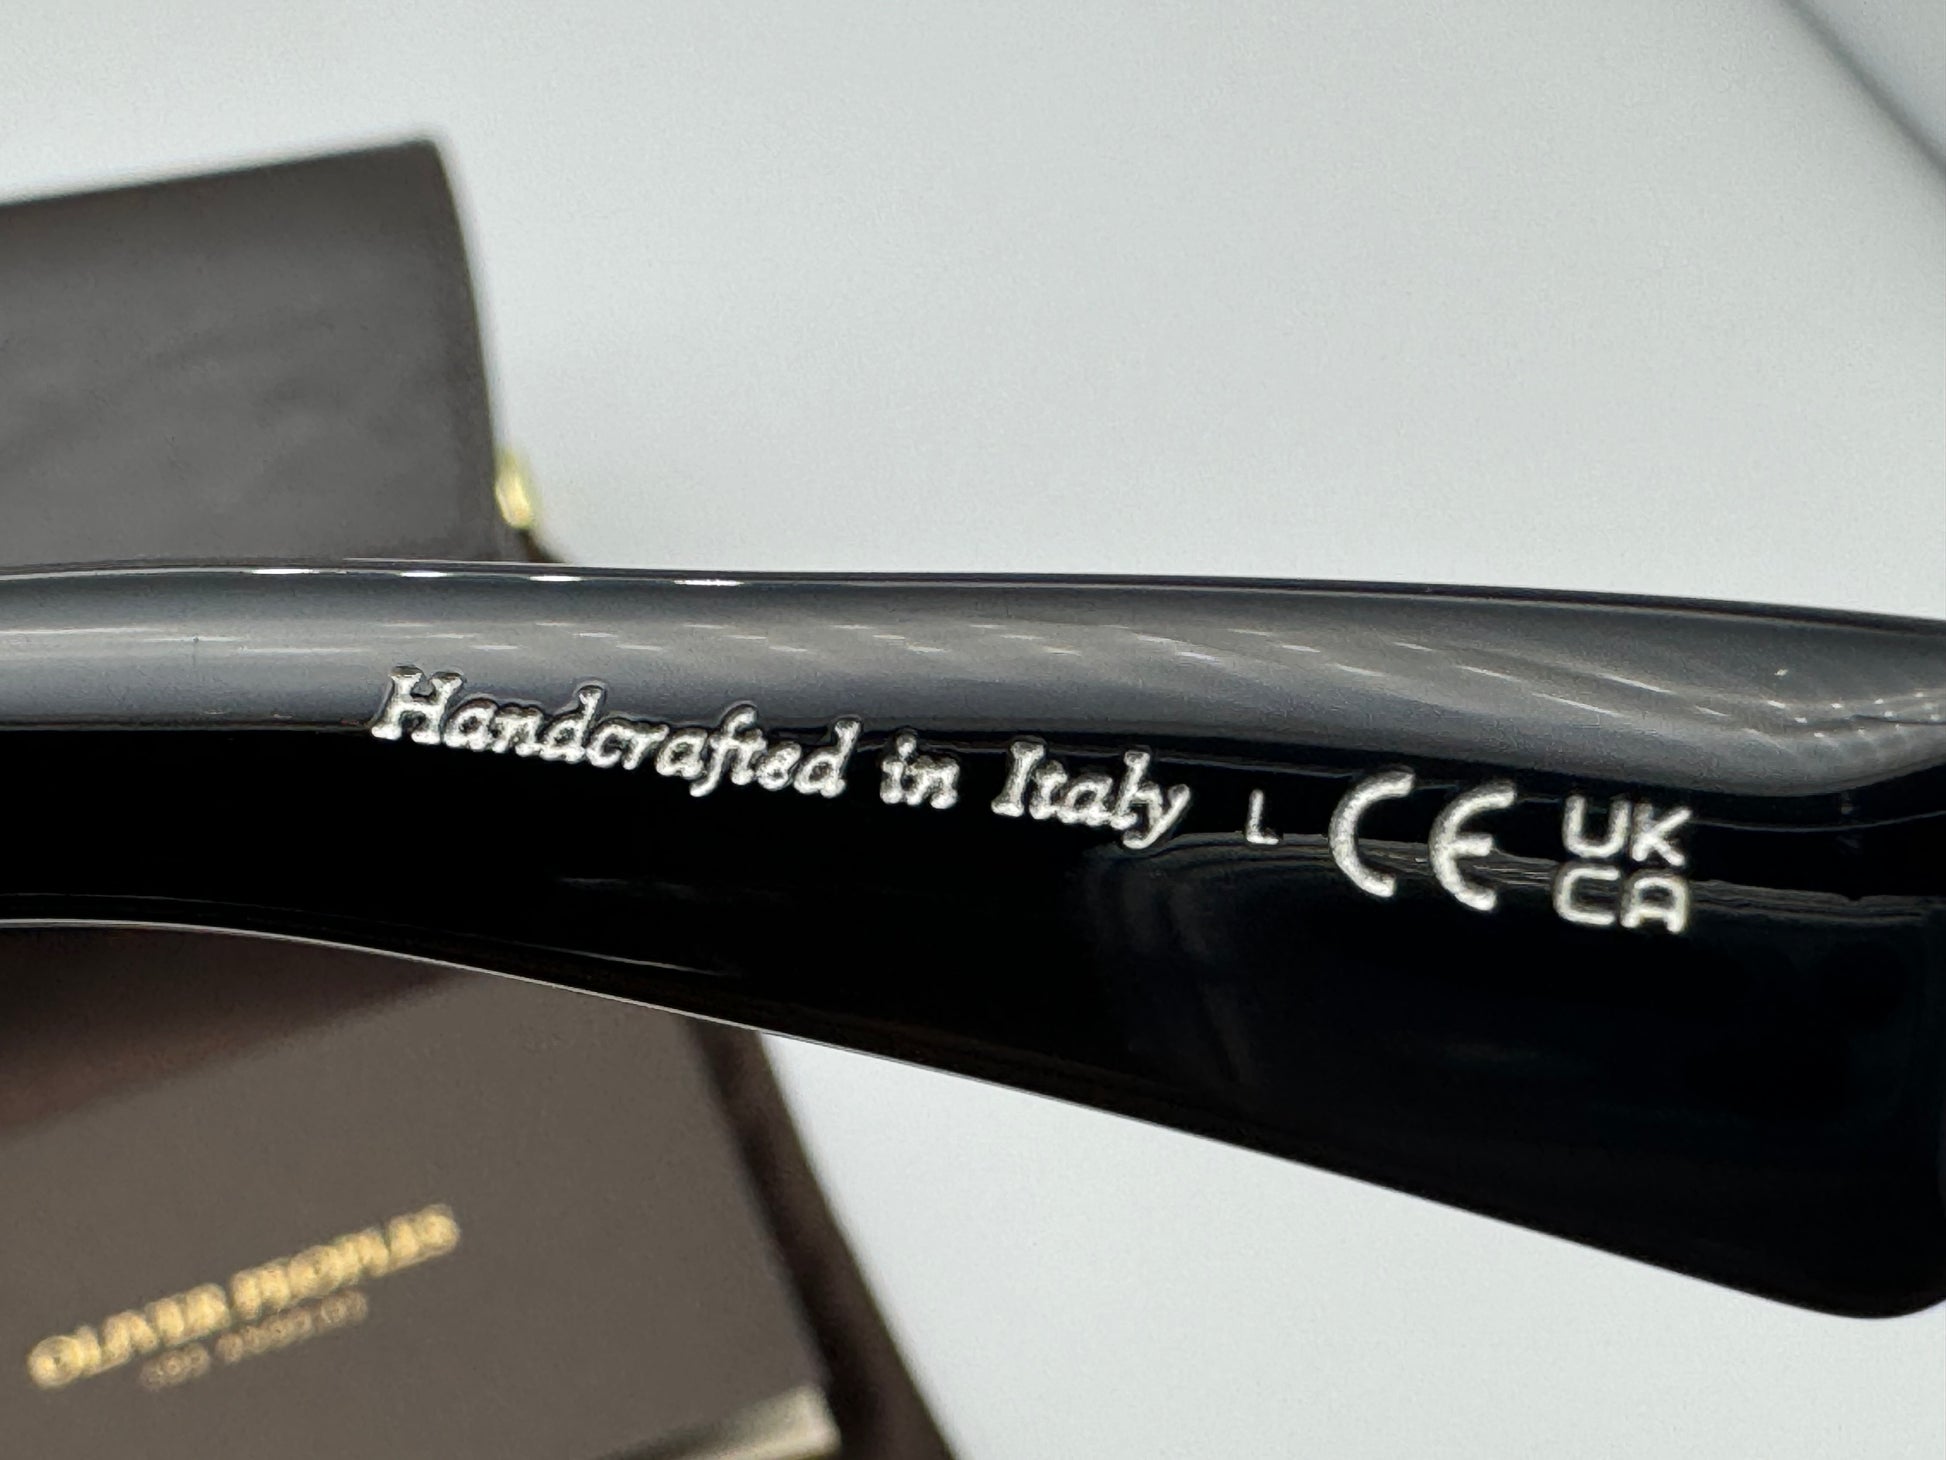 Handcrafted in Italy L CE UK
CA